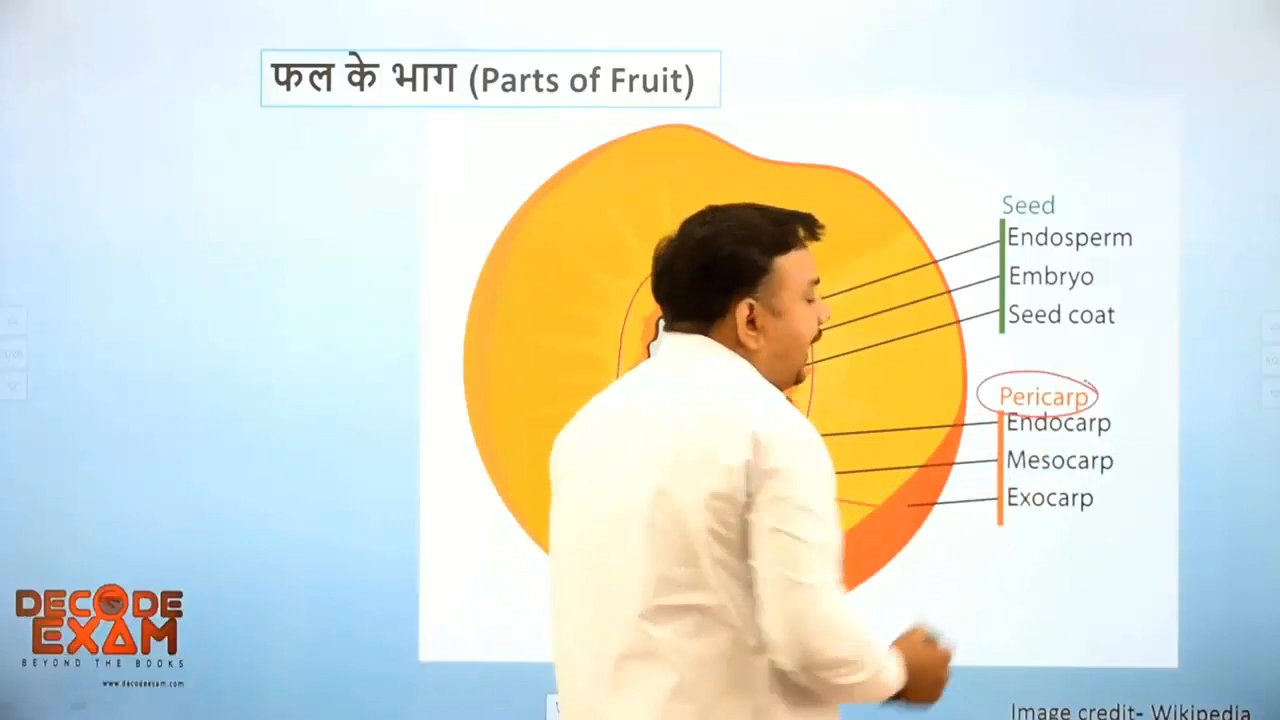 फल के भाग (Parts of Fruit)
Seed
Endosperm
Embryo
Seed coat
Pericarp
Endocarp
Mesocarp
Exocarp
DECODE
EXAM
BEYOND THE BOOKS
www.decodeexam.com
Image credit- Wikipedia